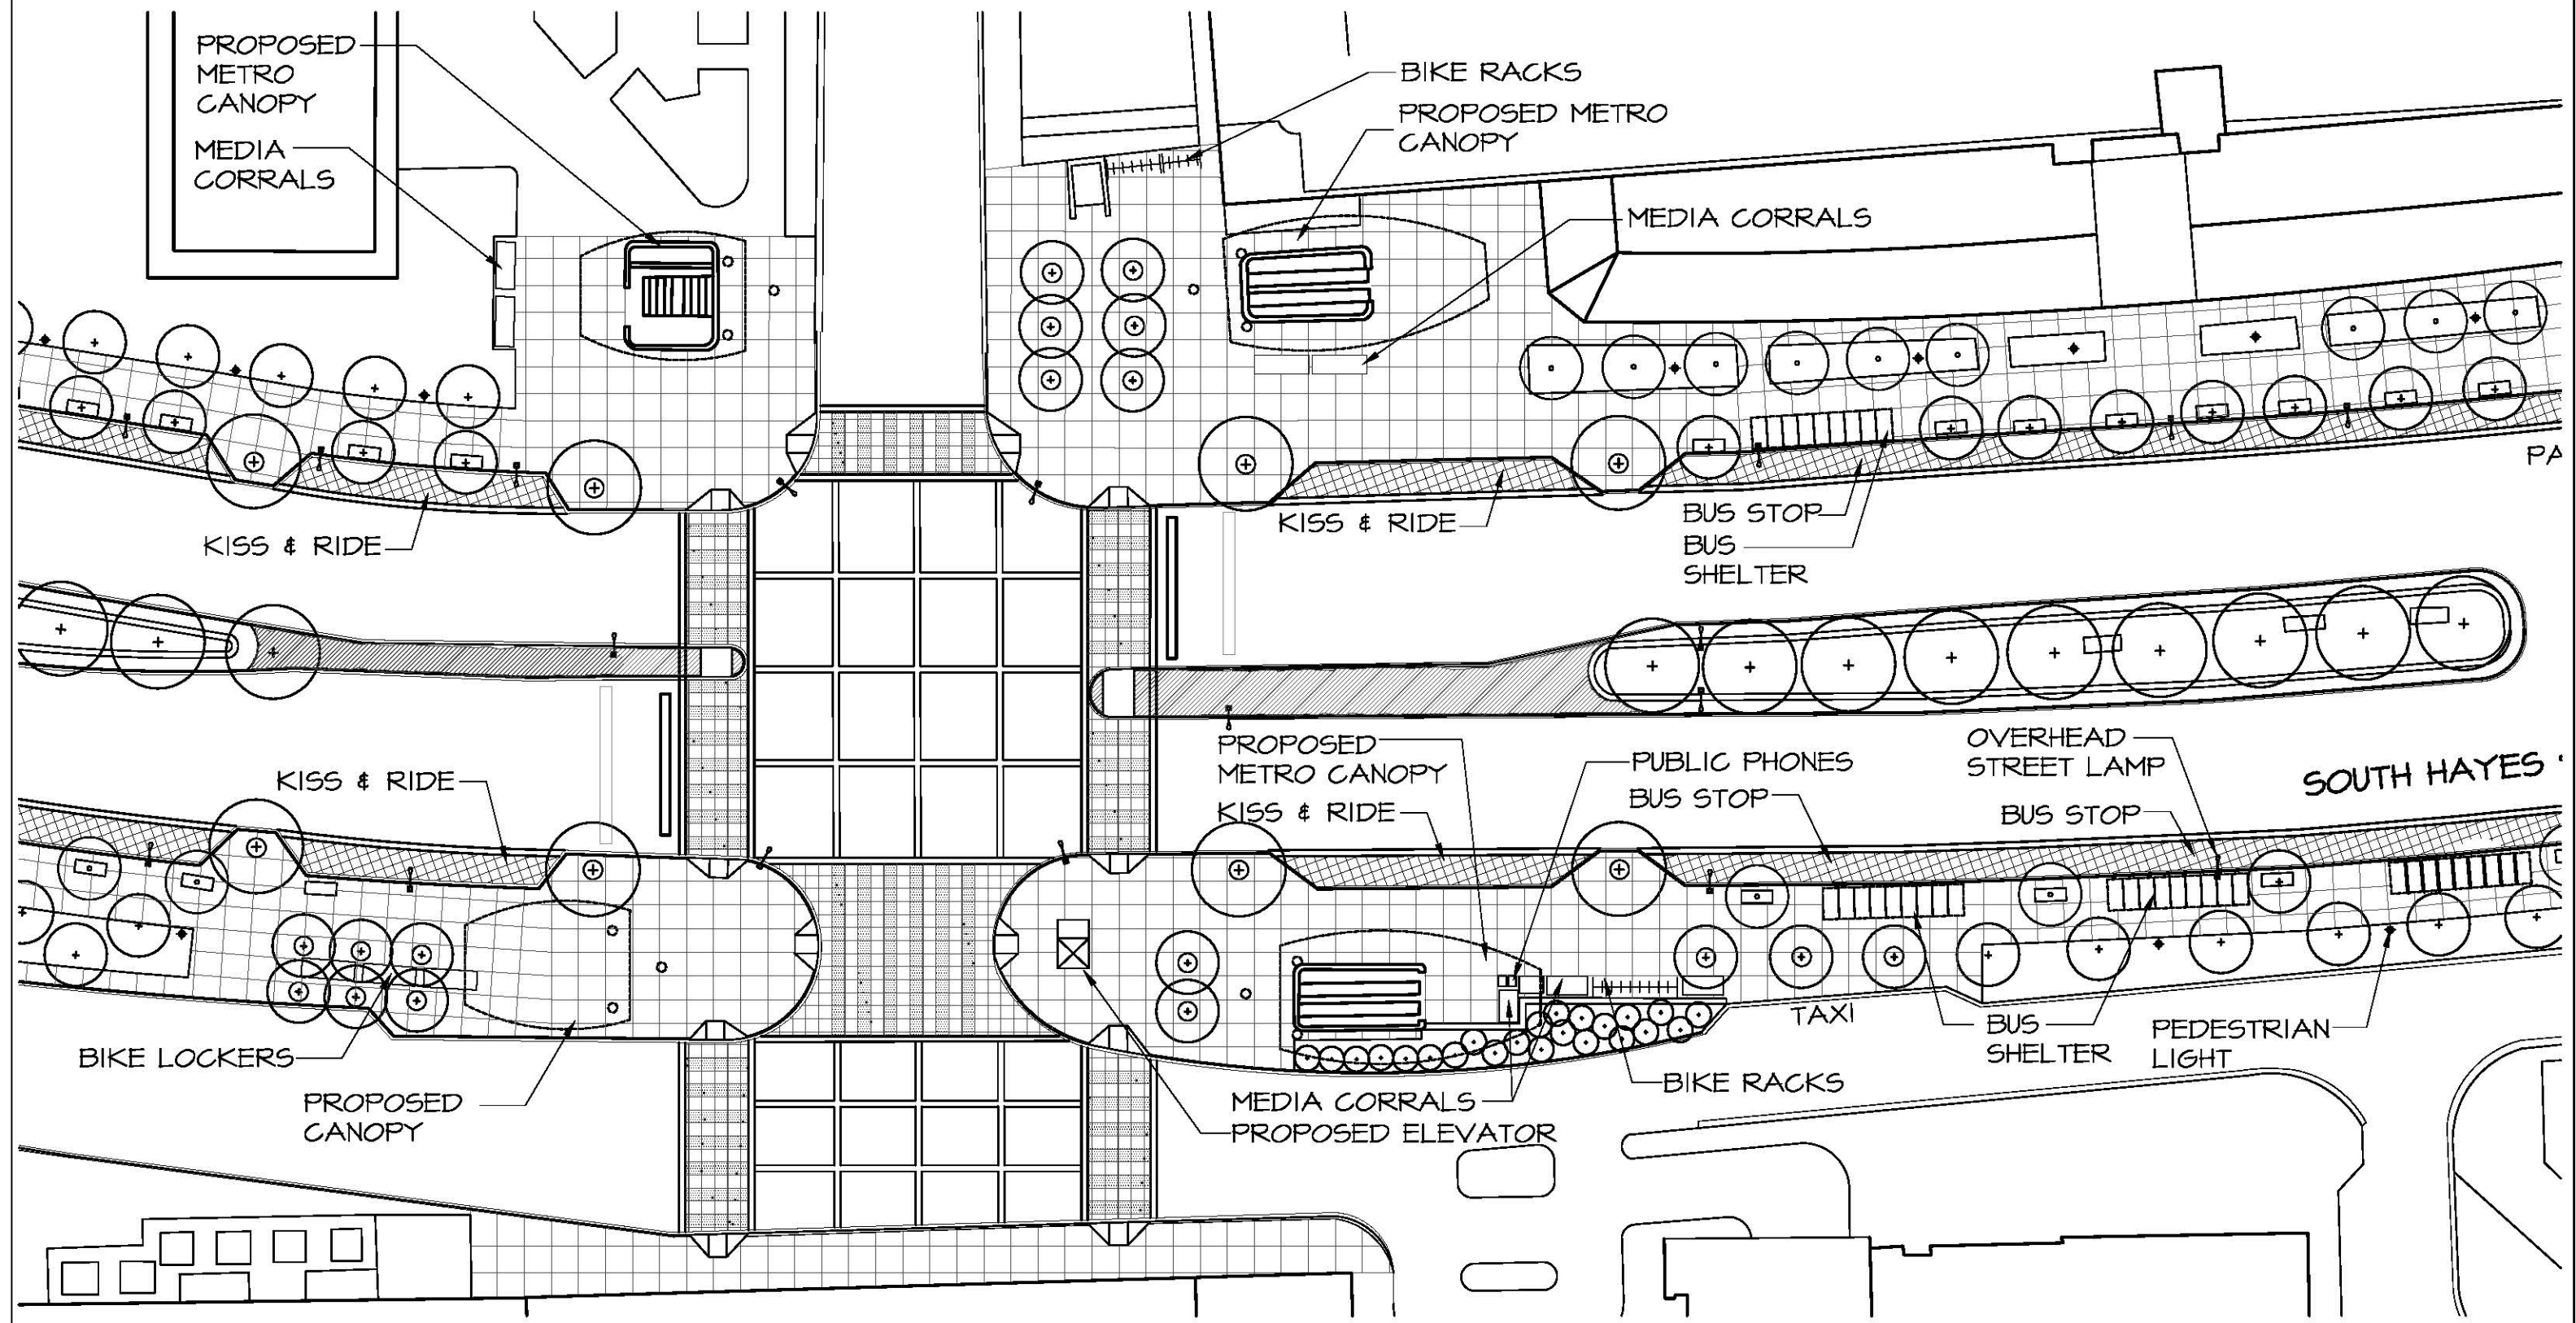 PROPOSED
METRO
CANOPY
MEDIA
CORRALS
BIKE RACKS
PROPOSED METRO
CANOPY
MEDIA CORRALS
KISS & RIDE
KISS & RIDE
BUS STOP
BUS
SHELTER
PA
KISS & RIDE
PROPOSED
METRO CANOPY
KISS & RIDE
PUBLIC PHONES
BUS STOP
OVERHEAD
STREET LAMP
BUS STOP
SOUTH HAYES
BIKE LOCKERS
PROPOSED
CANOPY
MEDIA CORRALS
PROPOSED ELEVATOR
BIKE RACKS
TAXI
BUS
SHELTER
PEDESTRIAN
LIGHT